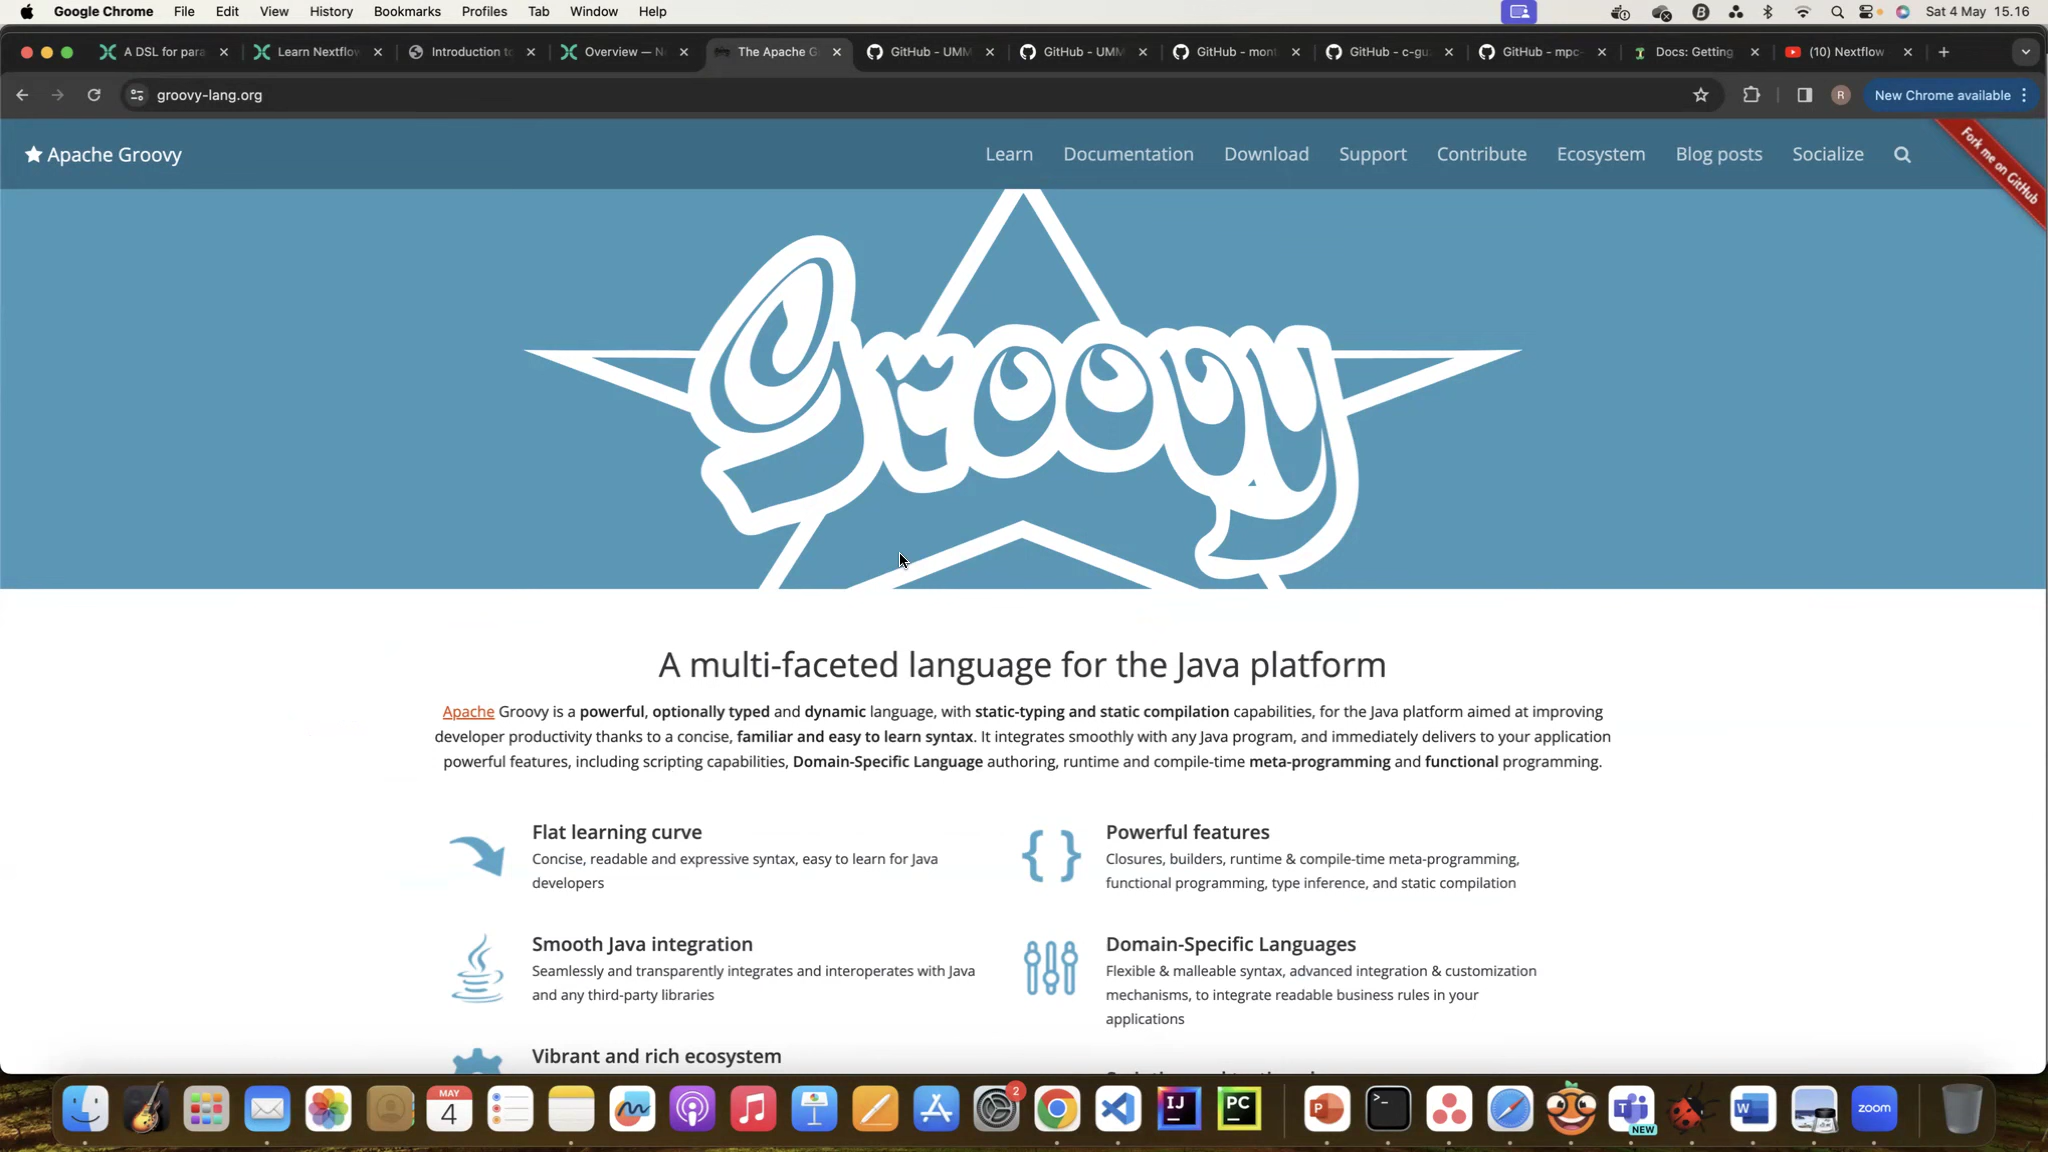 Google Chrome File Edit View History Bookmarks Profiles Tab Window Help Sat 4 May 15.16
A DSL for para Learn Nextflow Introduction to Overview — N The Apache G GitHub - UMM GitHub - UMM GitHub - mont GitHub - c-gu GitHub - mpc- Docs: Getting (10) Nextflow
groovy-lang.org R New Chrome available
Apache Groovy Learn Documentation Download Support Contribute Ecosystem Blog posts Socialize
Fork me on GitHub
Groovy
A multi-faceted language for the Java platform
Apache Groovy is a powerful, optionally typed and dynamic language, with static-typing and static compilation capabilities, for the Java platform aimed at improving
developer productivity thanks to a concise, familiar and easy to learn syntax. It integrates smoothly with any Java program, and immediately delivers to your application
powerful features, including scripting capabilities, Domain-Specific Language authoring, runtime and compile-time meta-programming and functional programming.
Flat learning curve
Concise, readable and expressive syntax, easy to learn for Java
developers
Powerful features
Closures, builders, runtime & compile-time meta-programming,
functional programming, type inference, and static compilation
Smooth Java integration
Seamlessly and transparently integrates and interoperates with Java
and any third-party libraries
Domain-Specific Languages
Flexible & malleable syntax, advanced integration & customization
mechanisms, to integrate readable business rules in your
applications
Vibrant and rich ecosystem
MAY
4
2
IJ
PC
P
>_
NEW
W
zoom